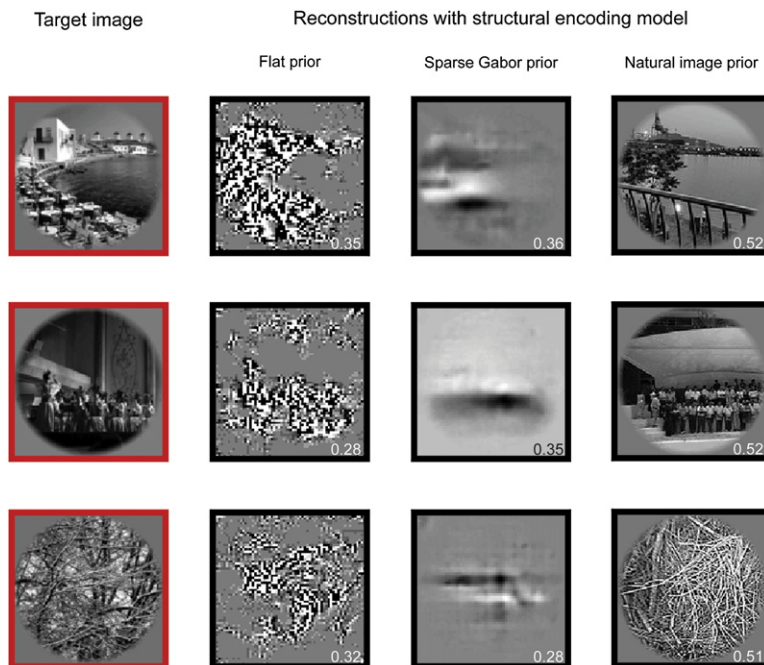 Target image
Reconstructions with structural encoding model
Flat prior
Sparse Gabor prior
Natural image prior
0.35
0.36
0.52
0.28
0.35
0.52
0.32
0.28
0.51